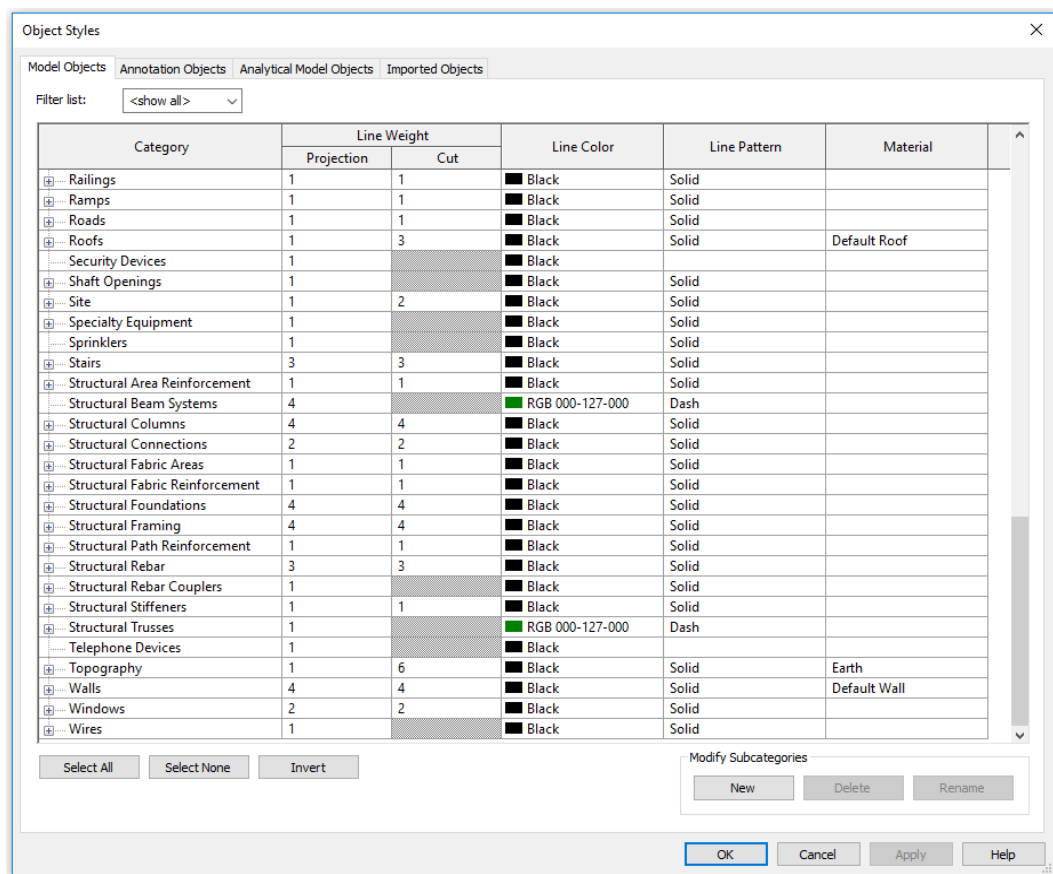 Object Styles
Model Objects Annotation Objects Analytical Model Objects Imported Objects
Filter list: <show all>
Category Line Weight Line Color Line Pattern Material
Projection Cut
Railings 1 1 Black Solid
Ramps 1 1 Black Solid
Roads 1 1 Black Solid
Roofs 1 3 Black Solid Default Roof
Security Devices 1 Black
Shaft Openings 1 Black Solid
Site 1 2 Black Solid
Specialty Equipment 1 Black Solid
Sprinklers 1 Black Solid
Stairs 3 3 Black Solid
Structural Area Reinforcement 1 1 Black Solid
Structural Beam Systems 4 RGB 000-127-000 Dash
Structural Columns 4 4 Black Solid
Structural Connections 2 2 Black Solid
Structural Fabric Areas 1 1 Black Solid
Structural Fabric Reinforcement 1 1 Black Solid
Structural Foundations 4 4 Black Solid
Structural Framing 4 4 Black Solid
Structural Path Reinforcement 1 1 Black Solid
Structural Rebar 3 3 Black Solid
Structural Rebar Couplers 1 Black Solid
Structural Stiffeners 1 1 Black Solid
Structural Trusses 1 RGB 000-127-000 Dash
Telephone Devices 1 Black
Topography 1 6 Black Solid Earth
Walls 4 4 Black Solid Default Wall
Windows 2 2 Black Solid
Wires 1 Black Solid
Select All Select None Invert
Modify Subcategories
New Delete Rename
OK Cancel Apply Help